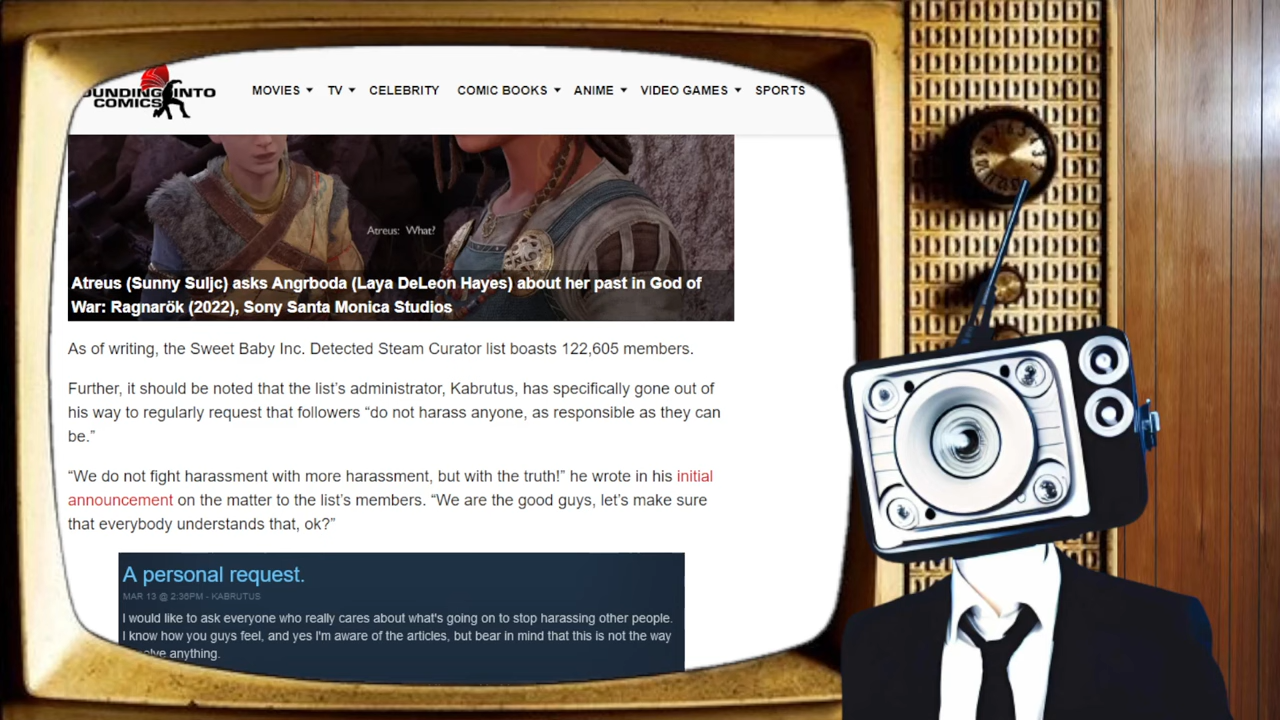 INTO
COMICS
MOVIES TV CELEBRITY COMIC BOOKS ANIME VIDEO GAMES SPORTS
Atreus: What?
Atreus (Sunny Suljc) asks Angrboda (Laya DeLeon Hayes) about her past in God of
War: Ragnarök (2022), Sony Santa Monica Studios
As of writing, the Sweet Baby Inc. Detected Steam Curator list boasts 122,605 members.
Further, it should be noted that the list's administrator, Kabrutus, has specifically gone out of
his way to regularly request that followers “do not harass anyone, as responsible as they can
be.”
“We do not fight harassment with more harassment, but with the truth!” he wrote in his initial
announcement on the matter to the list's members. “We are the good guys, let's make sure
that everybody understands that, ok?”
A personal request.
MAR 13 @ 2:36PM - KABRUTUS
I would like to ask everyone who really cares about what's going on to stop harassing other people.
I know how you guys feel, and yes I'm aware of the articles, but bear in mind that this is not the way
anything.